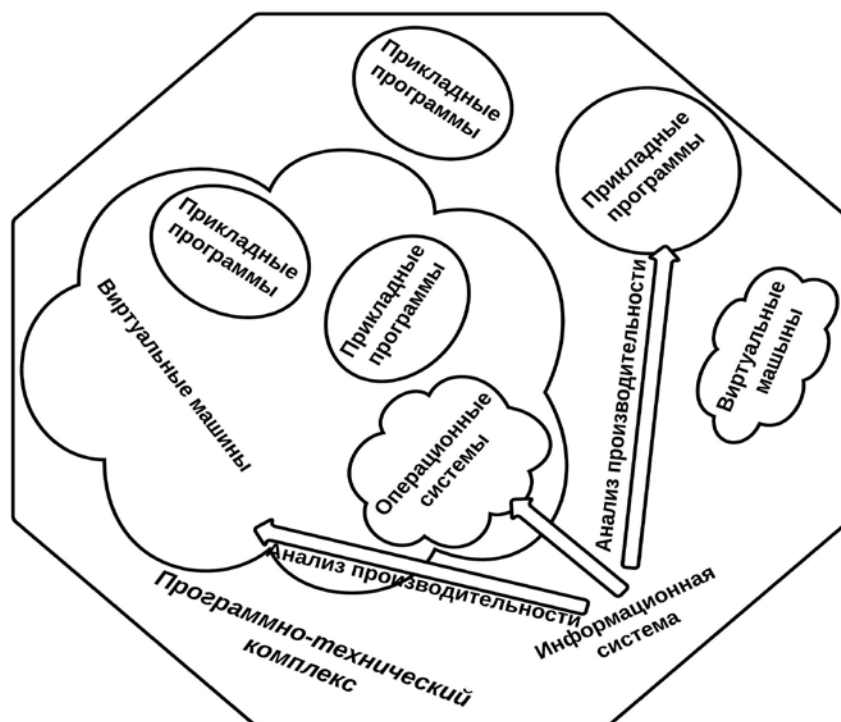 Прикладные
программы
Прикладные
программы
Прикладные
программы
Прикладные
программы
Виртуальные
машыны
Виртуальные машины
Операционные
системы
Анализ производительности
Анализ производительности
Информационная
система
Программно-технический
комплекс